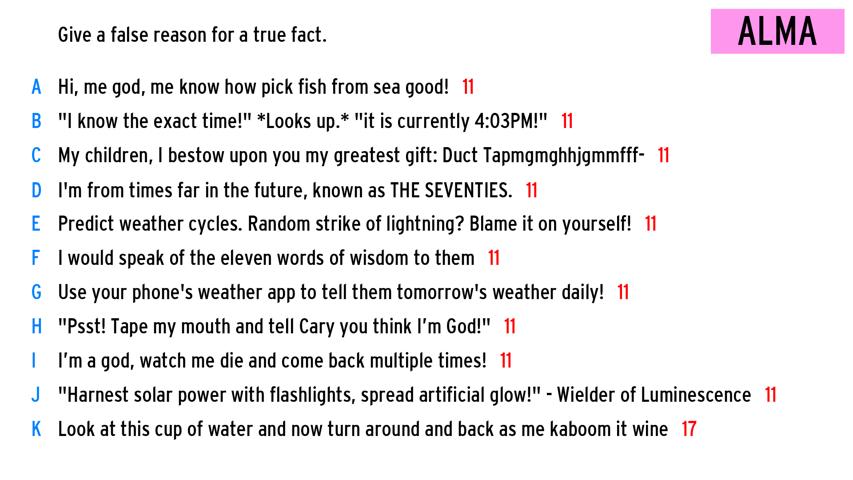 Give a false reason for a true fact.
ALMA
A Hi, me god, me know how pick fish from sea good! 11
B "I know the exact time!" *Looks up.* "it is currently 4:03PM!" 11
C My children, I bestow upon you my greatest gift: Duct Tapmgmghhjgmmfff- 11
D I'm from times far in the future, known as THE SEVENTIES. 11
E Predict weather cycles. Random strike of lightning? Blame it on yourself! 11
F I would speak of the eleven words of wisdom to them 11
G Use your phone's weather app to tell them tomorrow's weather daily! 11
H "Psst! Tape my mouth and tell Cary you think I’m God!" 11
I I’m a god, watch me die and come back multiple times! 11
J "Harnest solar power with flashlights, spread artificial glow!" - Wielder of Luminescence 11
K Look at this cup of water and now turn around and back as me kaboom it wine 17